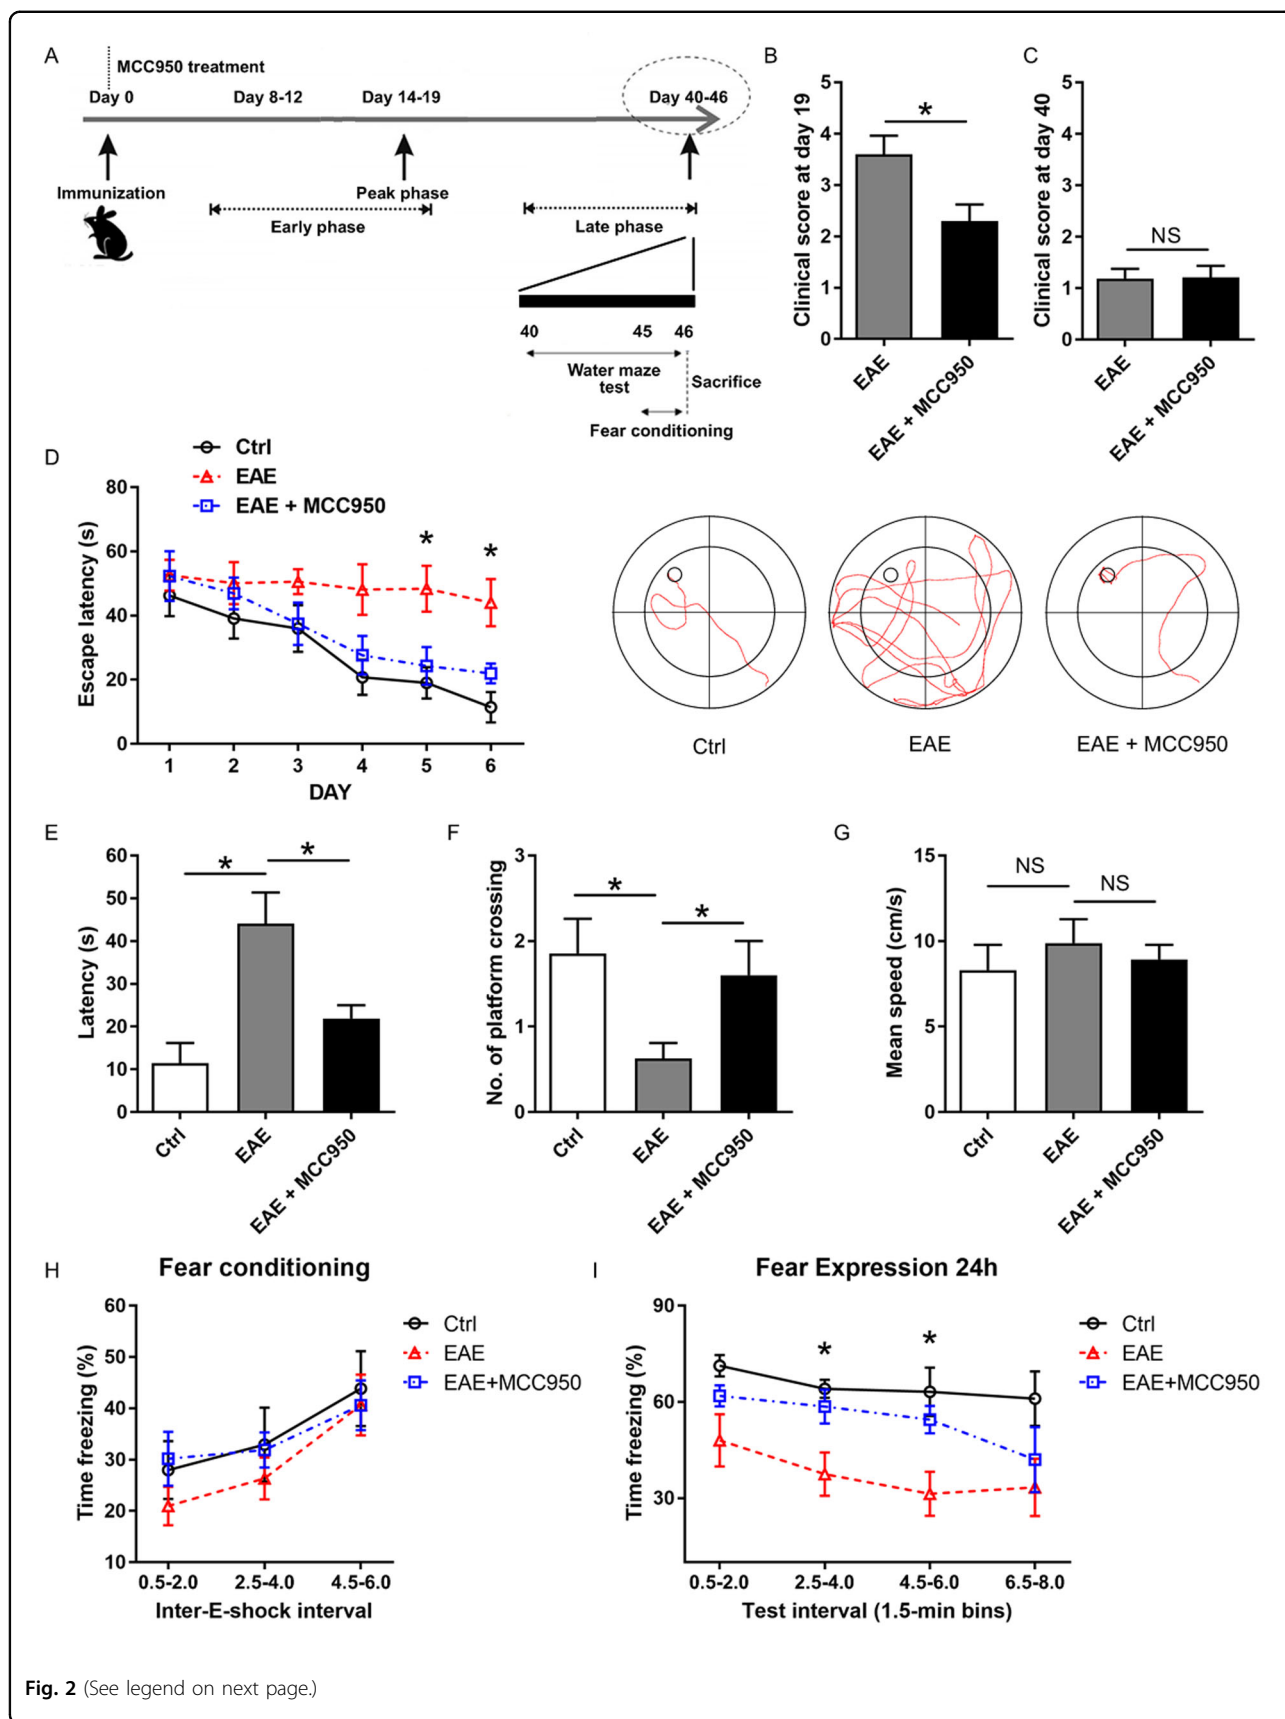 A
MCC950 treatment
Day 0
Day 8-12
Day 14-19
Day 40-46
Immunization
Peak phase
Early phase
Late phase
40
45
46
Water maze
test
Sacrifice
Fear conditioning
B
Clinical score at day 19
5
4
3
2
1
0
*
EAE
EAE + MCC950
C
Clinical score at day 40
5
4
3
2
1
0
NS
EAE
EAE + MCC950
D
Ctrl
EAE
EAE + MCC950
Escape latency (s)
80
60
40
20
0
*
*
1
2
3
4
5
6
DAY
Ctrl
EAE
EAE + MCC950
E
Latency (s)
60
50
40
30
20
10
0
*
*
Ctrl
EAE
EAE + MCC950
F
No. of platform crossing
3
2
1
0
*
*
Ctrl
EAE
EAE + MCC950
G
Mean speed (cm/s)
15
10
5
0
NS
NS
Ctrl
EAE
EAE + MCC950
H
Fear conditioning
Time freezing (%)
60
50
40
30
20
10
Ctrl
EAE
EAE+MCC950
0.5-2.0
2.5-4.0
4.5-6.0
Inter-E-shock interval
I
Fear Expression 24h
Time freezing (%)
90
60
30
*
*
Ctrl
EAE
EAE+MCC950
0.5-2.0
2.5-4.0
4.5-6.0
6.5-8.0
Test interval (1.5-min bins)
Fig. 2 (See legend on next page.)